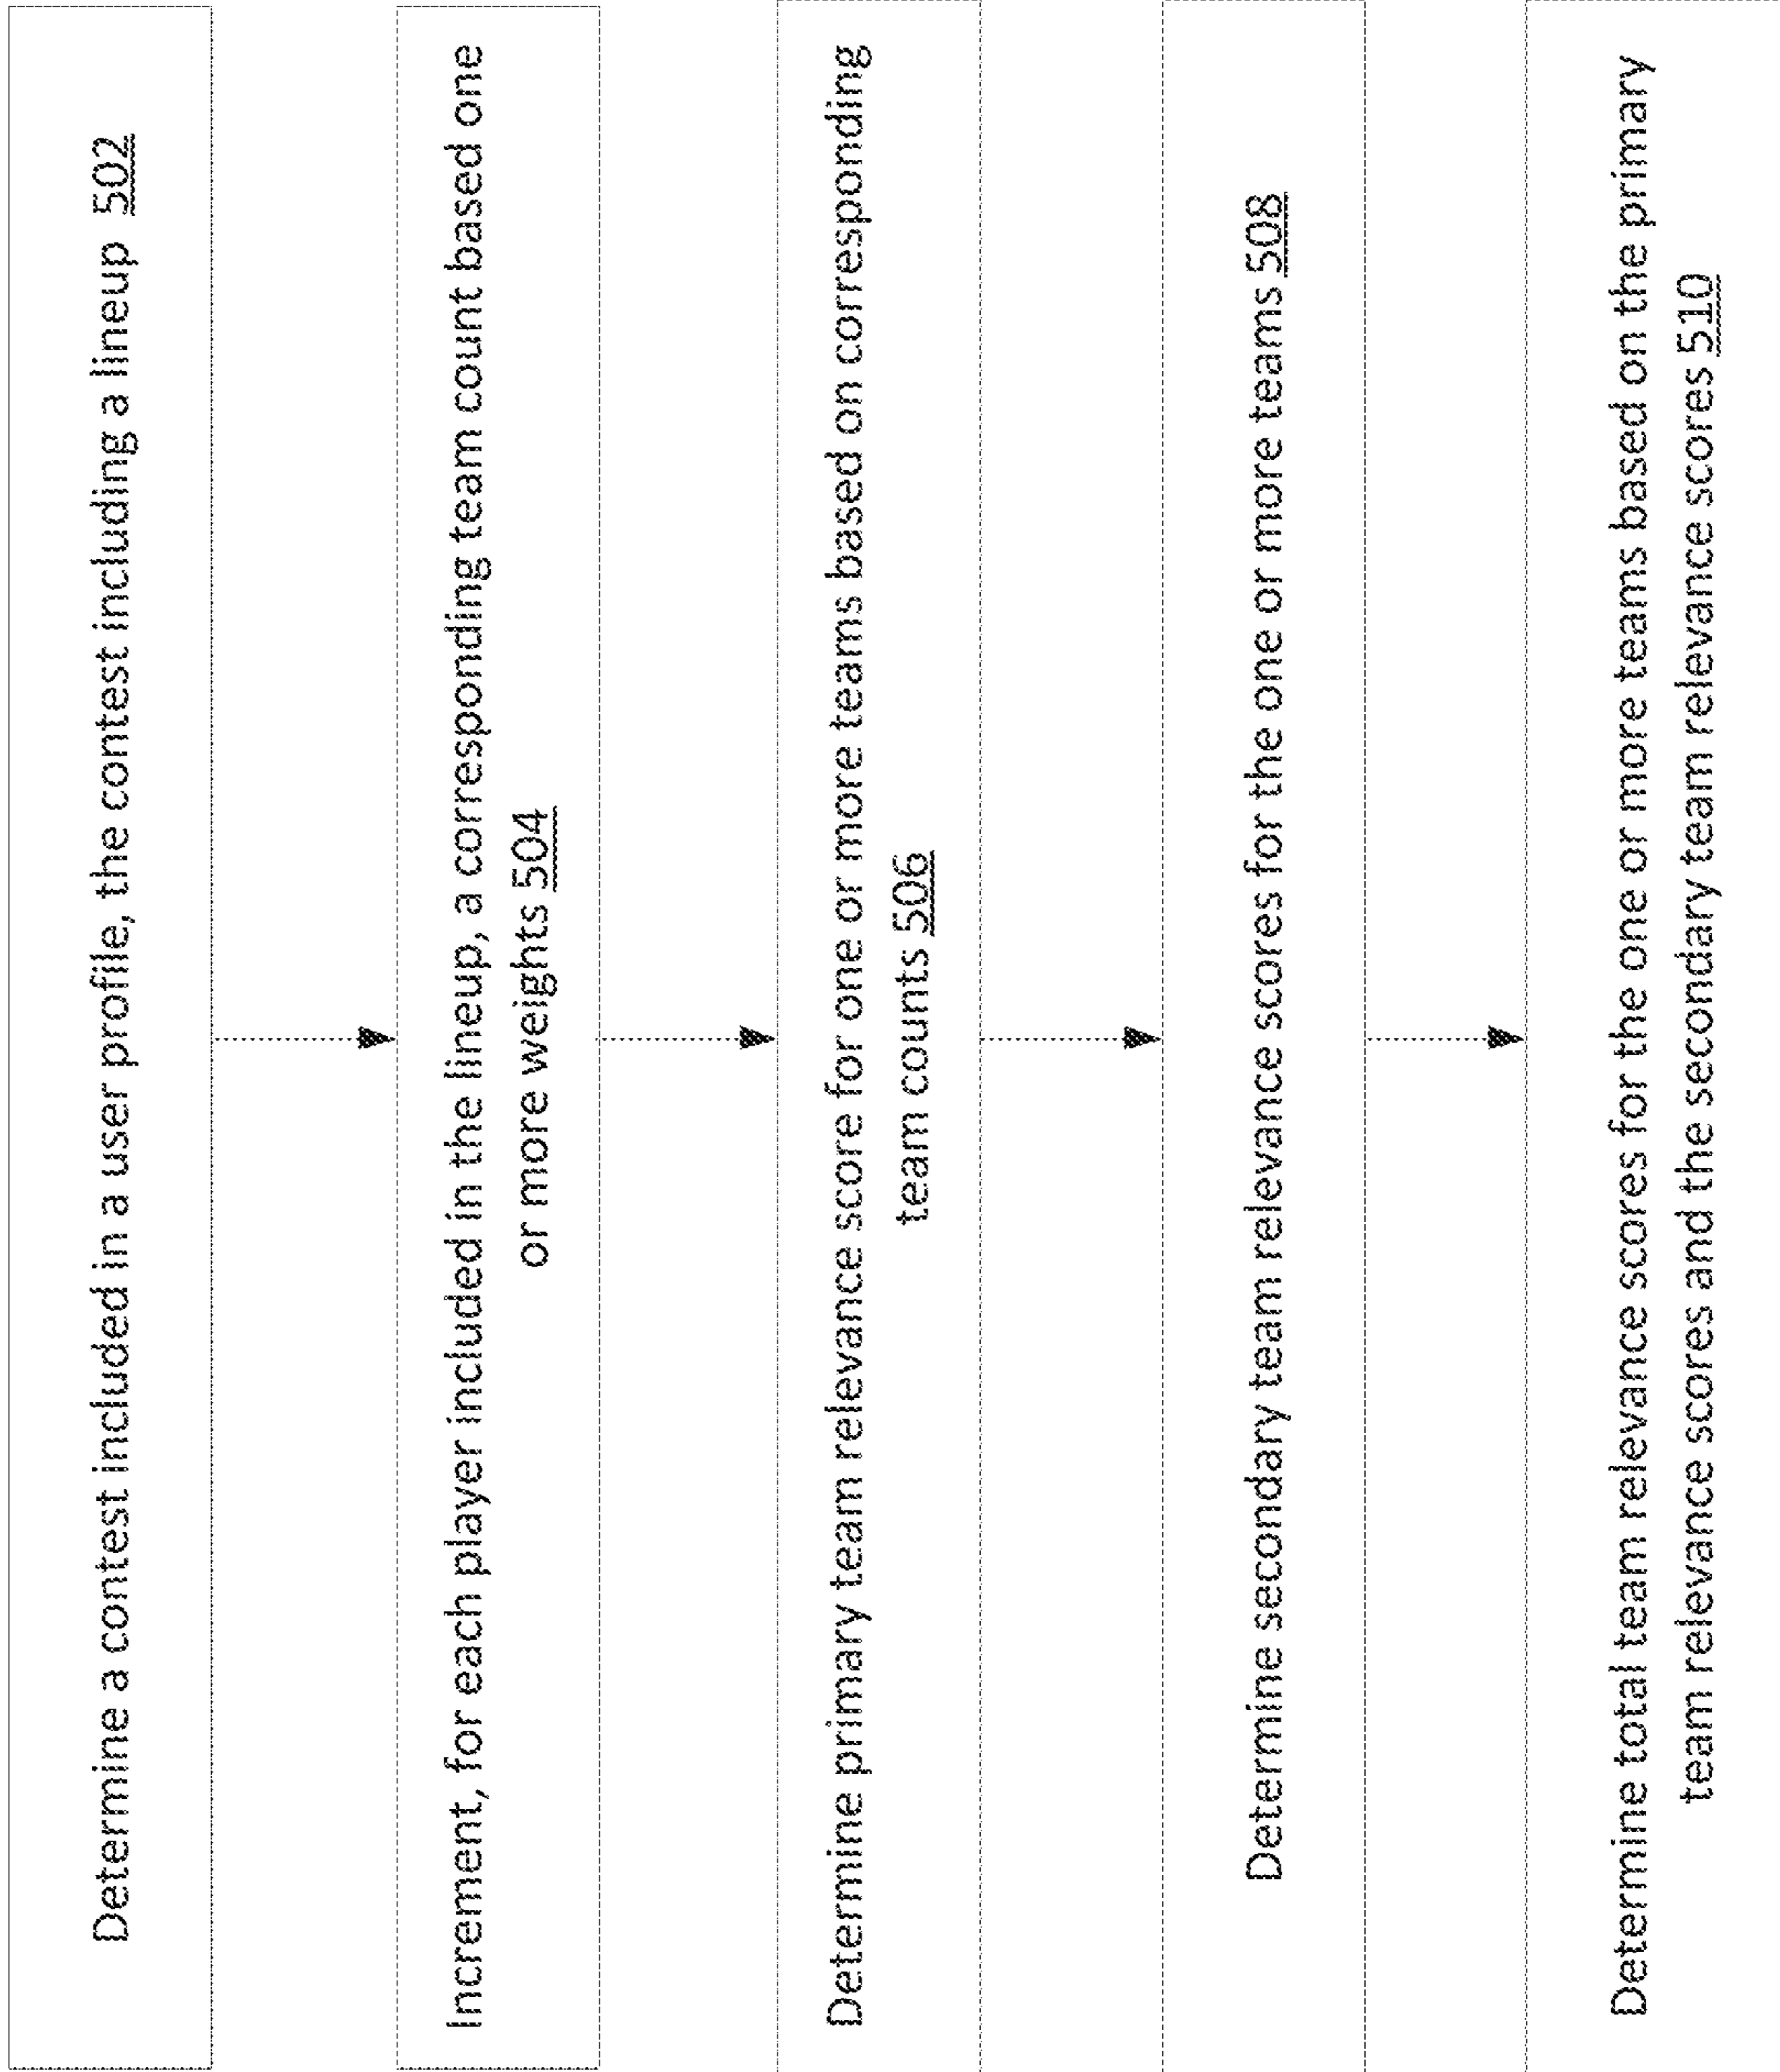 Determine a contest included in a user profile, the contest including a lineup 502
Increment, for each player included in the lineup, a corresponding team count based one
or more weights 504
Determine primary team relevance score for one or more teams based on corresponding
team counts 506
Determine secondary team relevance scores for the one or more teams 508
Determine total team relevance scores for the one or more teams based on the primary
team relevance scores and the secondary team relevance scores 510